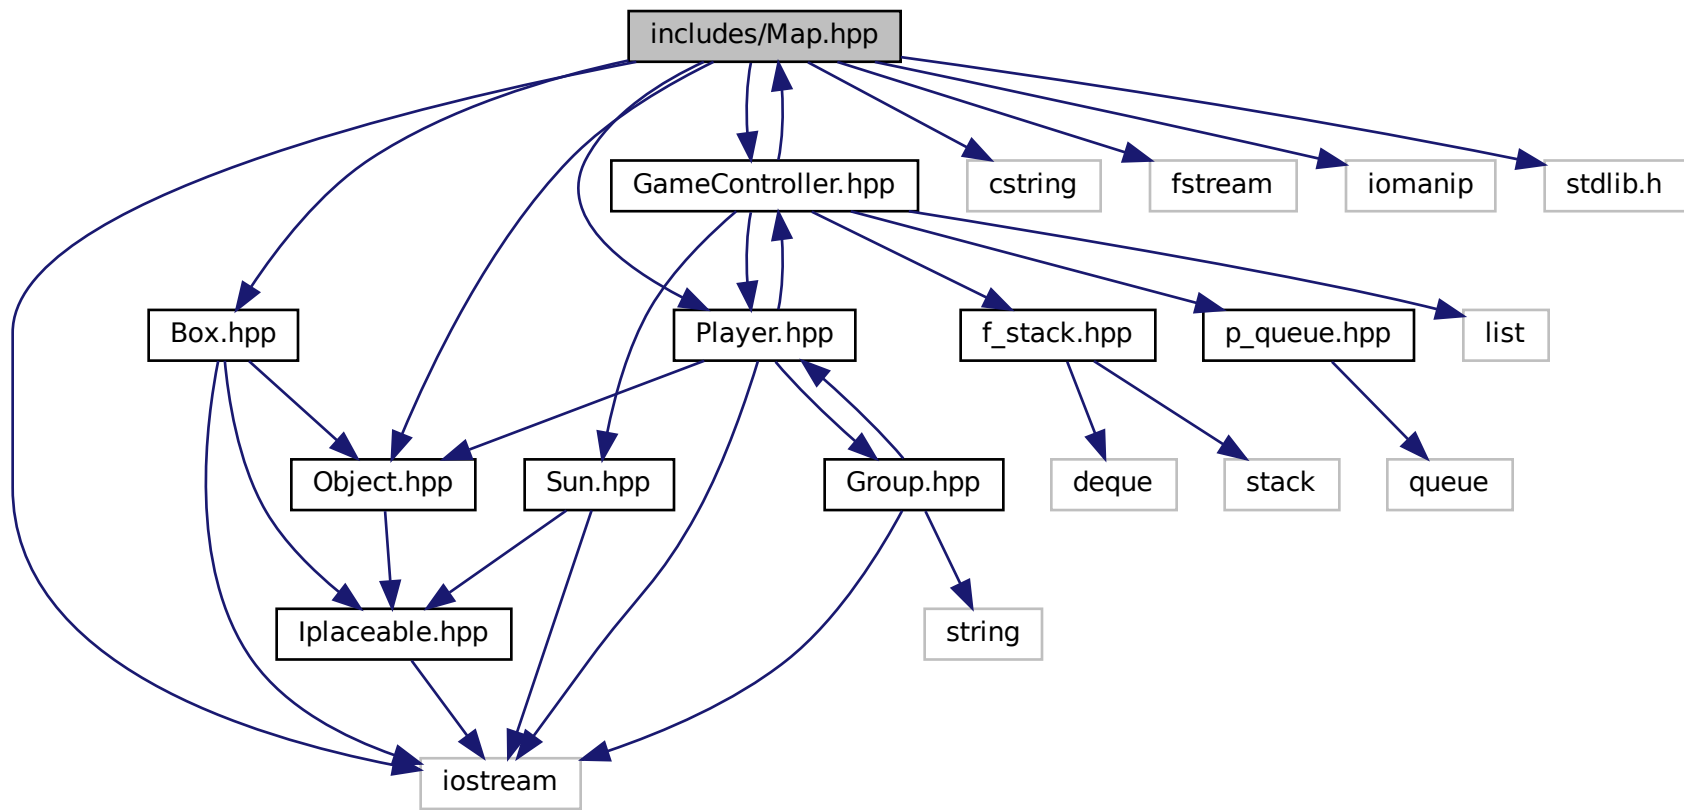 includes/Map.hpp
GameController.hpp
cstring
fstream
iomanip
stdlib.h
Box.hpp
Player.hpp
f_stack.hpp
p_queue.hpp
list
Object.hpp
Sun.hpp
Group.hpp
deque
stack
queue
Iplaceable.hpp
string
iostream